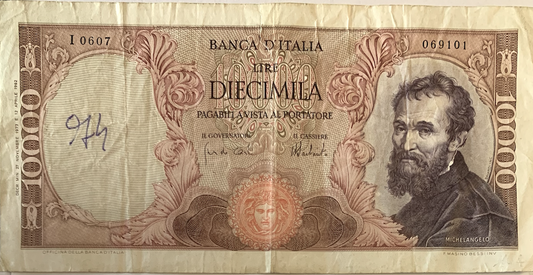 I 0607
069101
BANCA D'ITALIA
LIRE
DIECIMILA
10000
PAGABILI A VISTA AL PORTATORE
IL GOVERNATORE
IL CASSIERE
974
10000
10000
MICHELANGELO
OFFICINA DELLA BANCA D'ITALIA